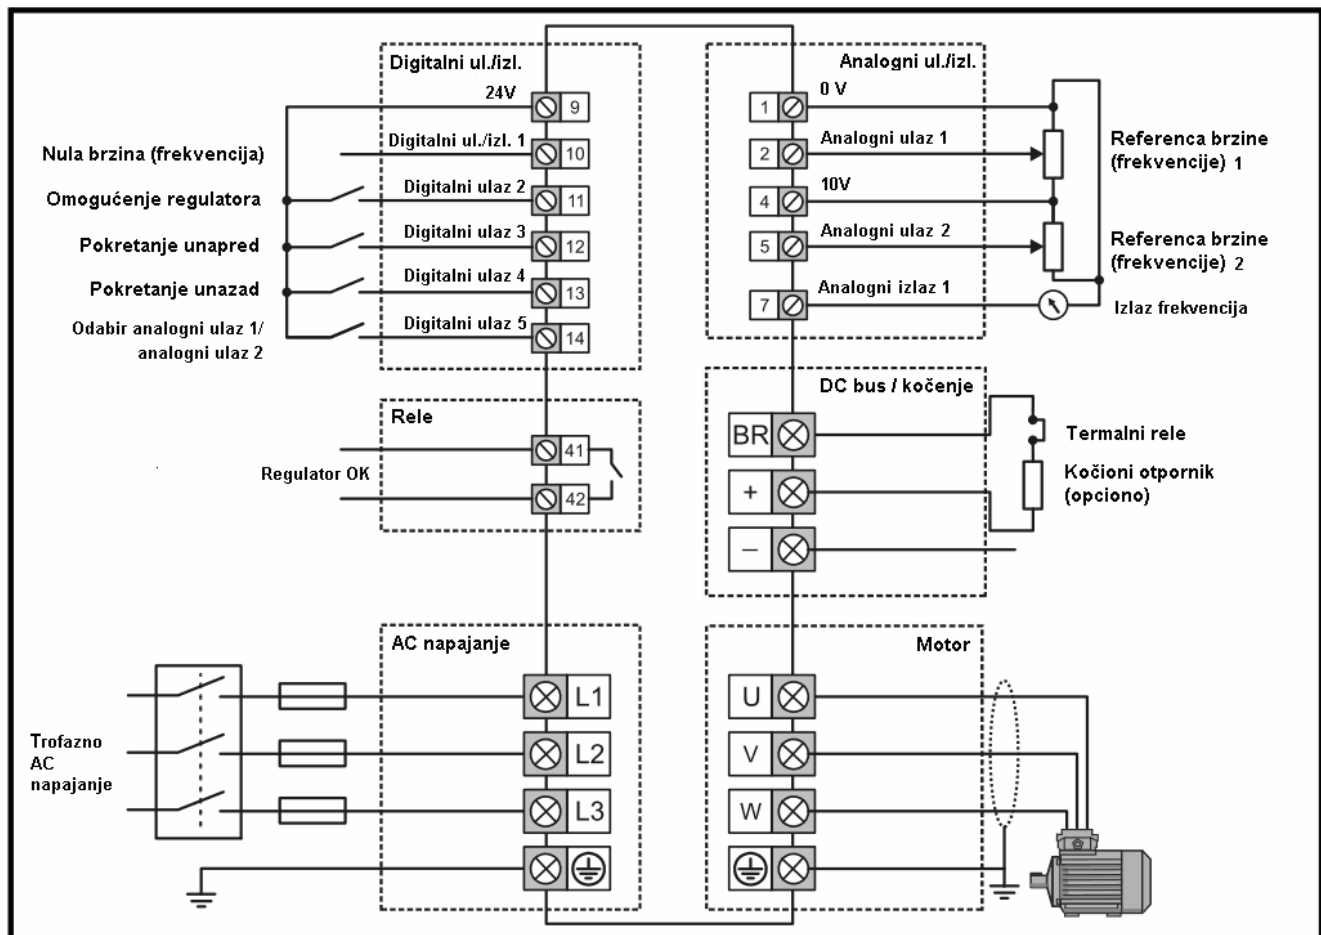 Digitalni ul./izl.
24V
9
Nula brzina (frekvencija)
Digitalni ul./izl. 1
10
Omogućenje regulatora
Digitalni ulaz 2
11
Pokretanje unapred
Digitalni ulaz 3
12
Pokretanje unazad
Digitalni ulaz 4
13
Odabir analogni ulaz 1/
analogni ulaz 2
Digitalni ulaz 5
14
Analogni ul./izl.
0 V
1
Analogni ulaz 1
2
Referenca brzine
(frekvencije) 1
10V
4
Analogni ulaz 2
5
Referenca brzine
(frekvencije) 2
Analogni izlaz 1
7
Izlaz frekvencija
Rele
41
Regulator OK
42
DC bus / kočenje
BR
Termalni rele
+
Kočioni otpornik
(opciono)
–
AC napajanje
L1
L2
L3
Trofazno
AC
napajanje
Motor
U
V
W